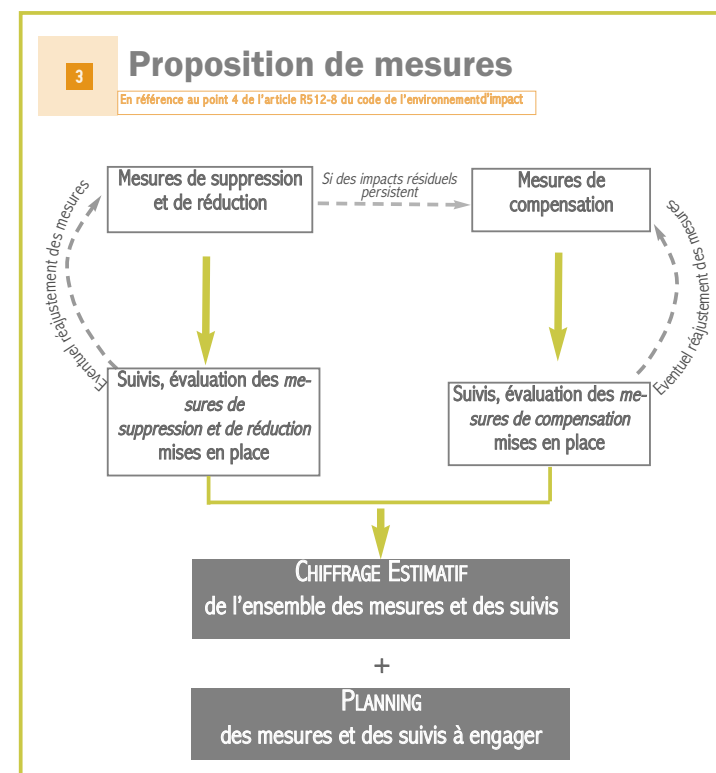 3
Proposition de mesures
En référence au point 4 de l'article R512-8 du code de l'environnementd'impact
Mesures de suppression
et de réduction
Si des impacts résiduels
persistent
Mesures de
compensation
Eventuel réajustement des mesures
Eventuel réajustement des mesures
Suivis, évaluation des me-
sures de
suppression et de réduction
mises en place
Suivis, évaluation des me-
sures de compensation
mises en place
CHIFFRAGE ESTIMATIF
de l'ensemble des mesures et des suivis
+
PLANNING
des mesures et des suivis à engager